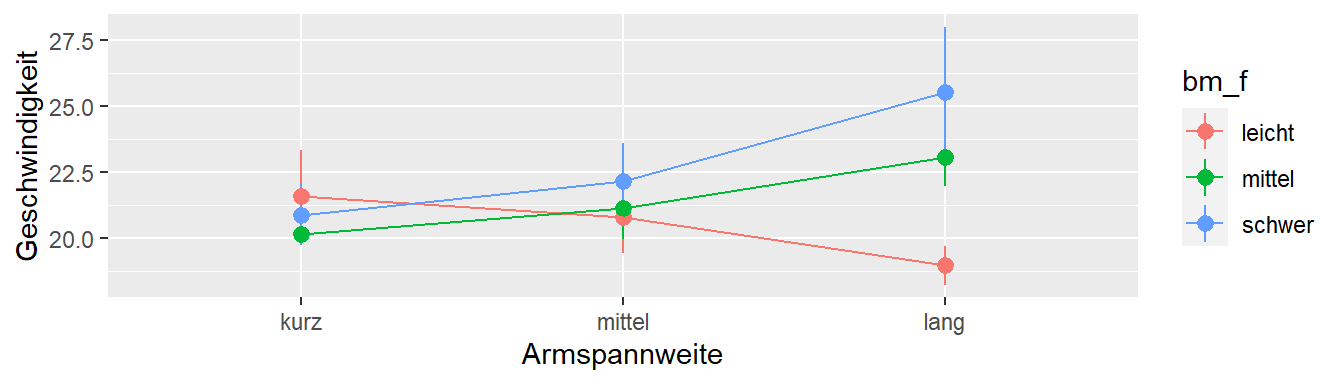 Geschwindigkeit
27.5
25.0
22.5
20.0
kurz mittel lang
Armspannweite
bm_f
leicht
mittel
schwer